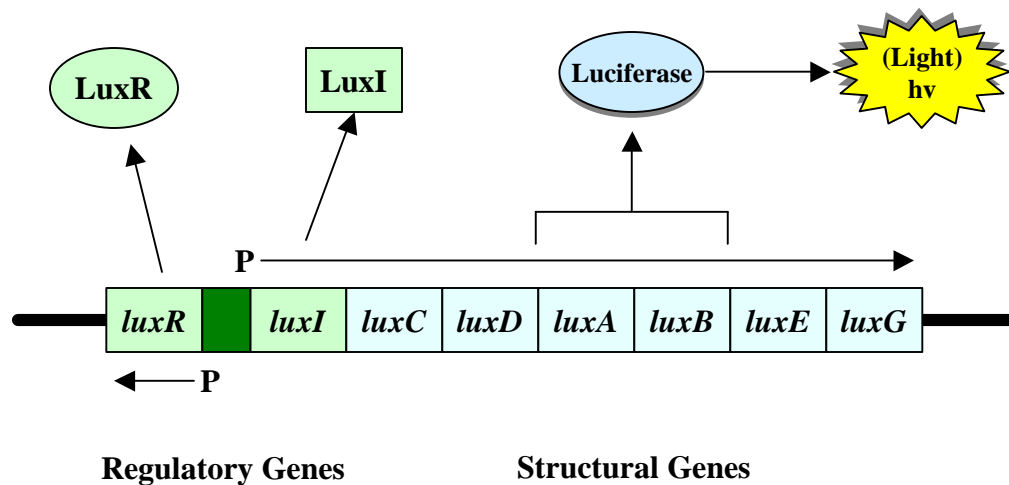 LuxR
LuxI
Luciferase
(Light)
hv
P
luxR luxI luxC luxD luxA luxB luxE luxG
P
Regulatory Genes Structural Genes